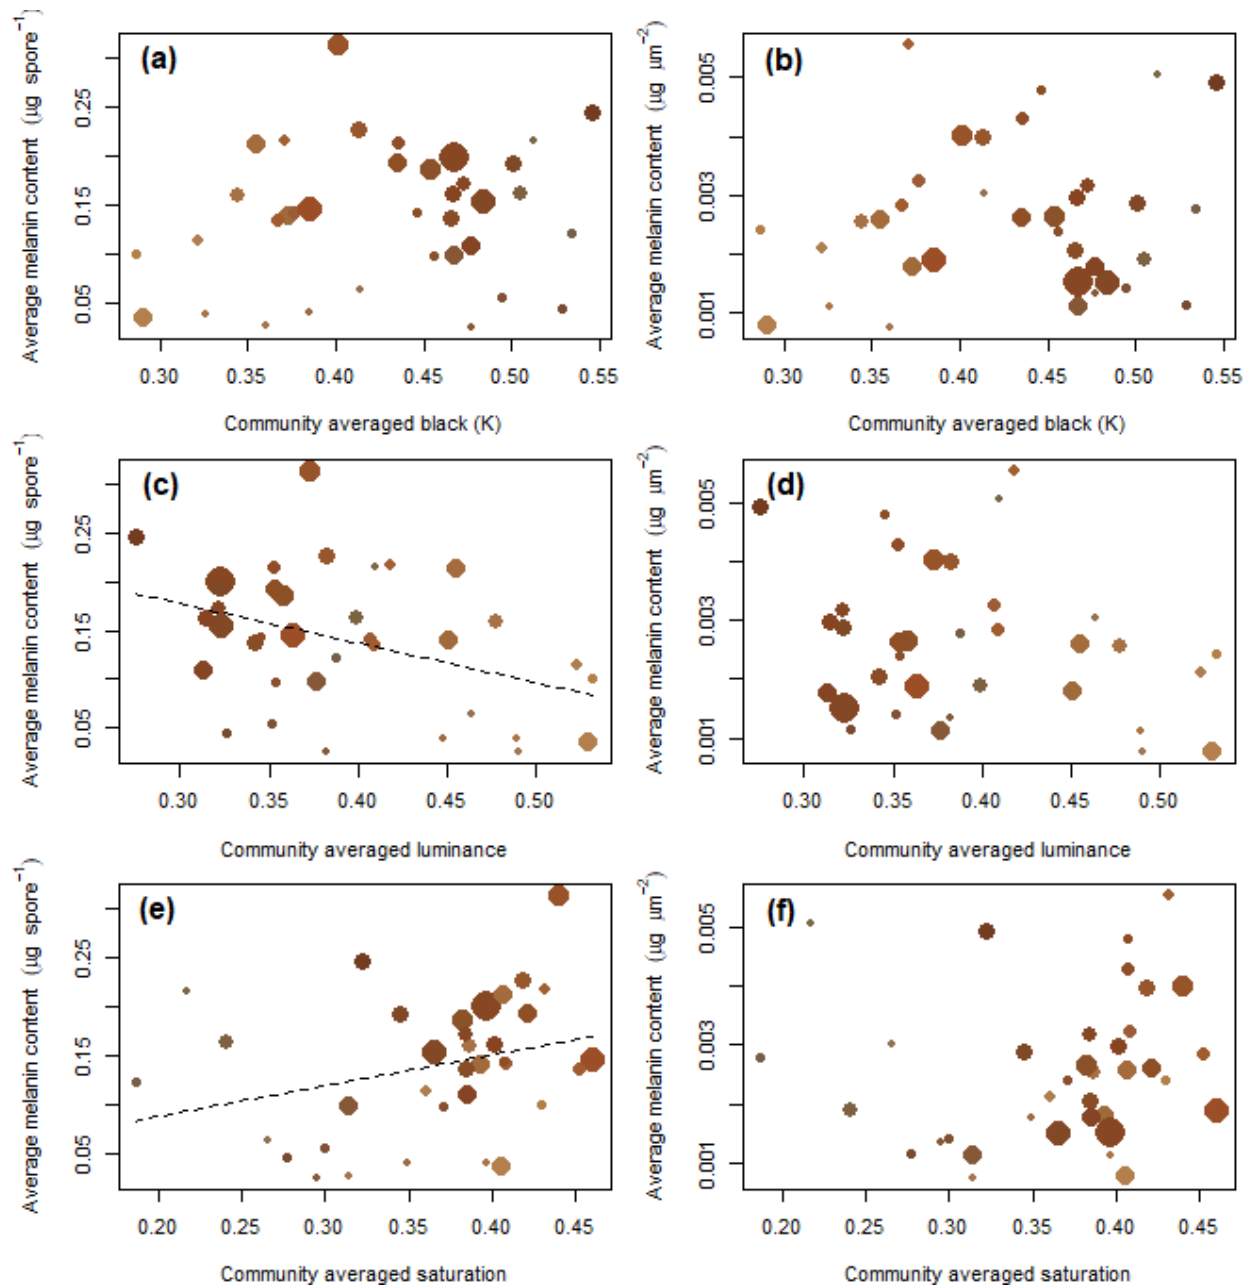 (a)
Average melanin content (µg spore⁻¹)
0.05 0.15 0.25
0.30 0.35 0.40 0.45 0.50 0.55
Community averaged black (K)
(b)
Average melanin content (µg µm⁻²)
0.001 0.003 0.005
0.30 0.35 0.40 0.45 0.50 0.55
Community averaged black (K)
(c)
Average melanin content (µg spore⁻¹)
0.05 0.15 0.25
0.30 0.35 0.40 0.45 0.50
Community averaged luminance
(d)
Average melanin content (µg µm⁻²)
0.001 0.003 0.005
0.30 0.35 0.40 0.45 0.50
Community averaged luminance
(e)
Average melanin content (µg spore⁻¹)
0.05 0.15 0.25
0.20 0.25 0.30 0.35 0.40 0.45
Community averaged saturation
(f)
Average melanin content (µg µm⁻²)
0.001 0.003 0.005
0.20 0.25 0.30 0.35 0.40 0.45
Community averaged saturation